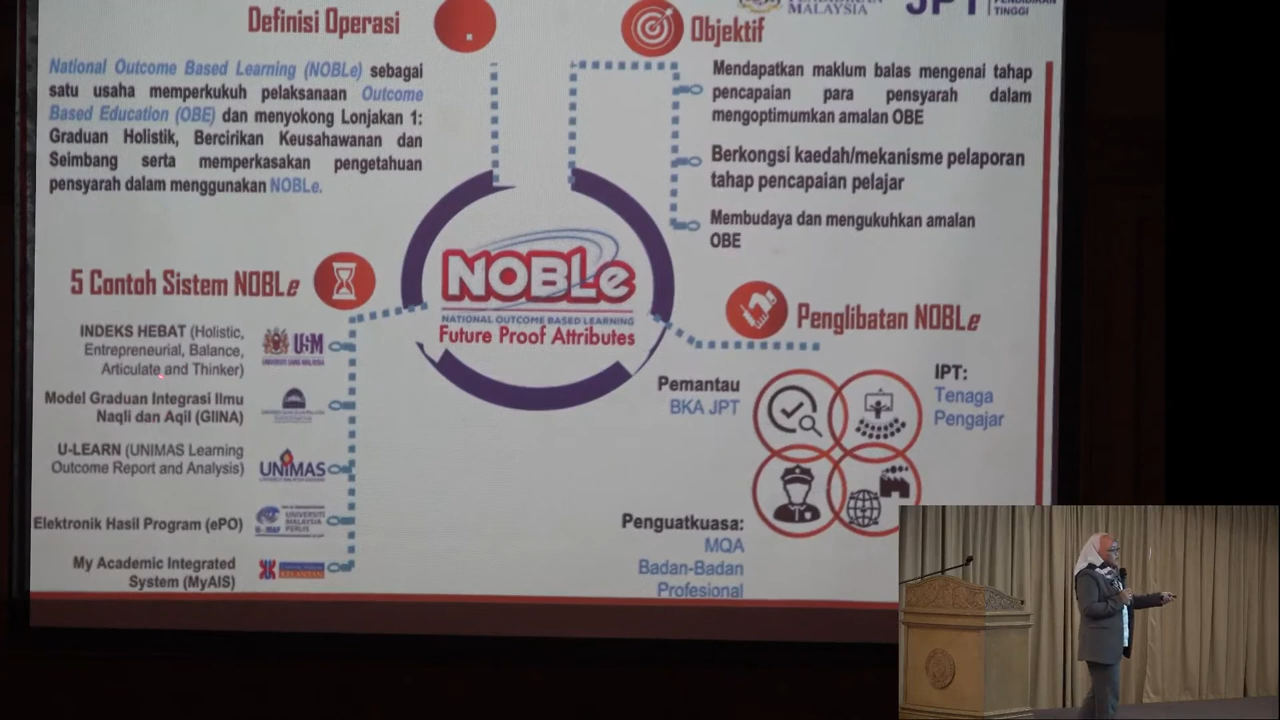 Definisi Operasi
National Outcome Based Learning (NOBLe) sebagai
satu usaha memperkukuh pelaksanaan Outcome
Based Education (OBE) dan menyokong Lonjakan 1:
Graduan Holistik, Bercirikan Keusahawanan dan
Seimbang serta memperkasakan pengetahuan
pensyarah dalam menggunakan NOBLe.
Objektif
MALAYSIA
JPT
TINGGI
Mendapatkan maklum balas mengenai tahap
pencapaian para pensyarah dalam
mengoptimumkan amalan OBE
Berkongsi kaedah/mekanisme pelaporan
tahap pencapaian pelajar
Membudaya dan mengukuhkan amalan
OBE
NOBLe
NATIONAL OUTCOME BASED LEARNING
Future Proof Attributes
5 Contoh Sistem NOBLe
INDEKS HEBAT (Holistic,
Entrepreneurial, Balance,
Articulate and Thinker)
USM
Model Graduan Integrasi Ilmu
Naqli dan Aqil (GIINA)
U-LEARN (UNIMAS Learning
Outcome Report and Analysis)
UNIMAS
Elektronik Hasil Program (ePO)
UNIVERSITI
MALAYSIA
PERLIS
My Academic Integrated
System (MyAIS)
Penglibatan NOBLe
Pemantau
BKA JPT
IPT:
Tenaga
Pengajar
Penguatkuasa:
MQA
Badan-Badan
Profesional